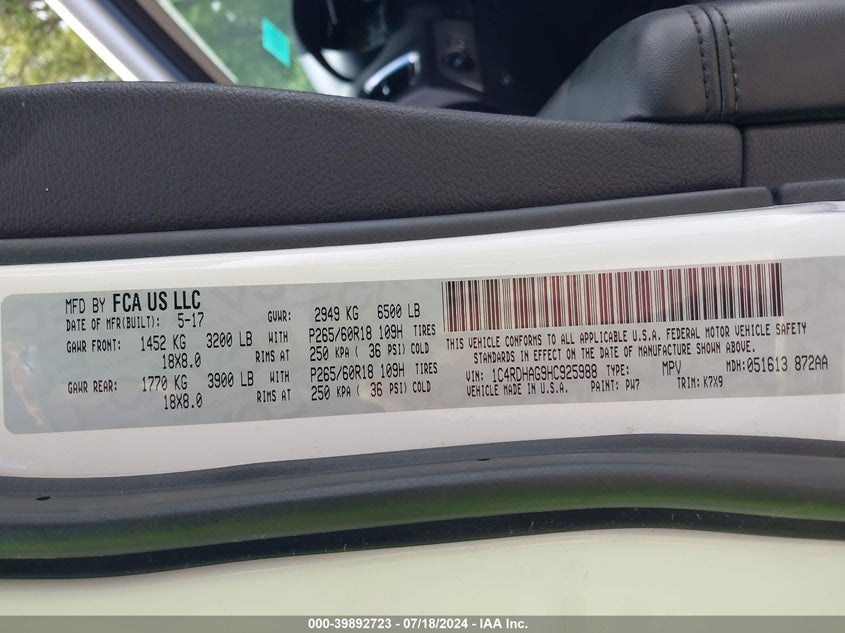 MFD BY FCA US LLC
DATE OF MFR(BUILT): 5-17 GVWR: 2949 KG 6500 LB
GAWR FRONT: 1452 KG 3200 LB WITH P265/60R18 109H TIRES
18X8.0 RIMS AT 250 KPA ( 36 PSI) COLD
GAWR REAR: 1770 KG 3900 LB WITH P265/60R18 109H TIRES
18X8.0 RIMS AT 250 KPA ( 36 PSI) COLD
THIS VEHICLE CONFORMS TO ALL APPLICABLE U.S.A. FEDERAL MOTOR VEHICLE SAFETY
STANDARDS IN EFFECT ON THE DATE OF MANUFACTURE SHOWN ABOVE.
VIN: 1C4RDHAG9HC925988 TYPE: MPV MDH:051613 872AA
VEHICLE MADE IN U.S.A. PAINT: PW7 TRIM: K7X9
000-39892723 - 07/18/2024 - IAA Inc.